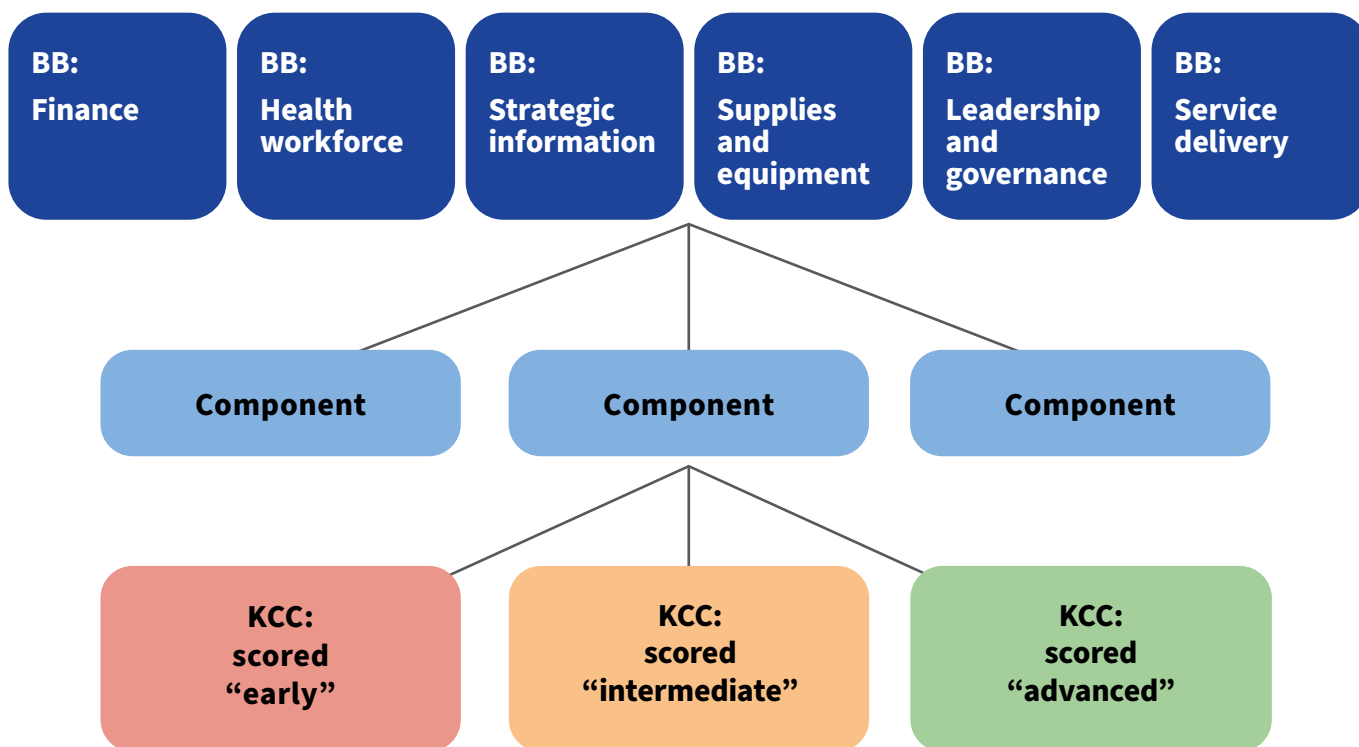 BB:
Finance
BB:
Health
workforce
BB:
Strategic
information
BB:
Supplies
and
equipment
BB:
Leadership
and
governance
BB:
Service
delivery
Component
Component
Component
KCC:
scored
“early”
KCC:
scored
“intermediate”
KCC:
scored
“advanced”